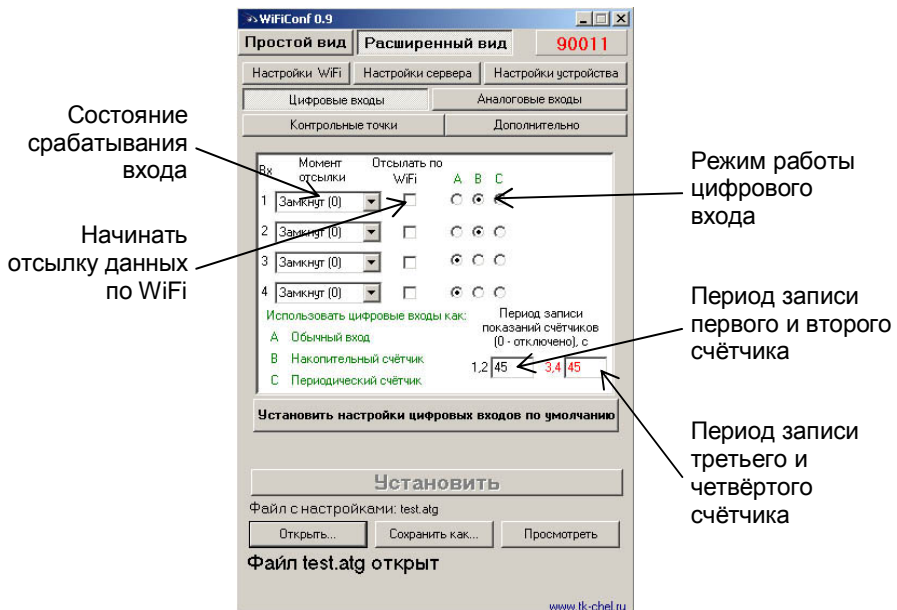 WiFiConf 0.9
Простой вид Расширенный вид 90011
Настройки WiFi Настройки сервера Настройки устройства
Цифровые входы Аналоговые входы
Контрольные точки Дополнительно
Состояние
срабатывания
входа
Начинать
отсылку данных
по WiFi
Вх Момент отсылки Отсылать по WiFi A B C
1 Замкнут (0)
2 Замкнут (0)
3 Замкнут (0)
4 Замкнут (0)
Использовать цифровые входы как:
A Обычный вход
B Накопительный счётчик
C Периодический счётчик
Период записи
показаний счётчиков
(0 - отключено), с
1,2 45 3,4 45
Установить настройки цифровых входов по умолчанию
Установить
Файл с настройками: test.atg
Открыть... Сохранить как... Просмотреть
Файл test.atg открыт
www.tk-chel.ru
Режим работы
цифрового
входа
Период записи
первого и второго
счётчика
Период записи
третьего и
четвёртого
счётчика